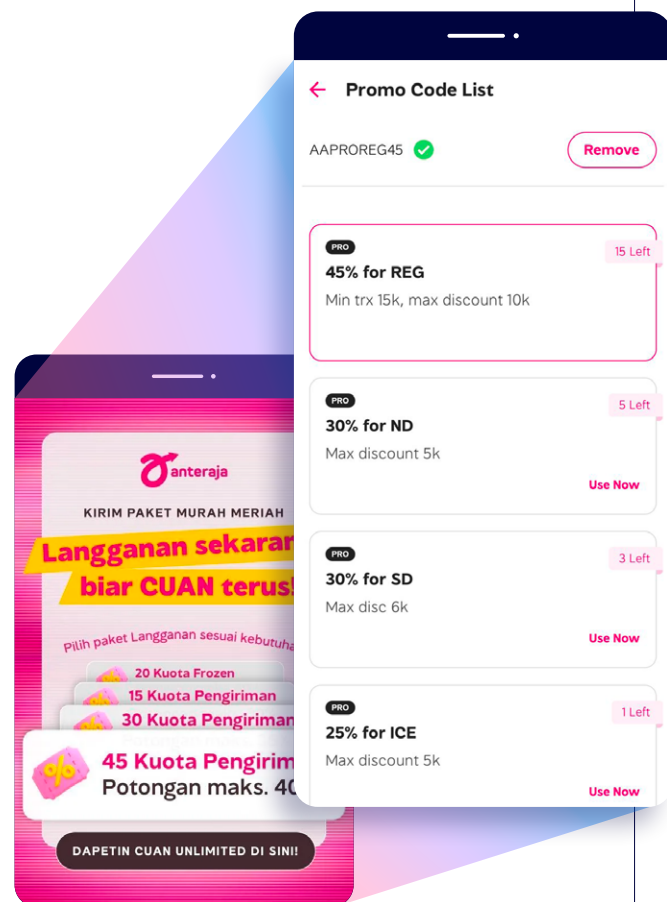 Promo Code List
AAPROREG45
Remove
PRO
15 Left
45% for REG
Min trx 15k, max discount 10k
PRO
5 Left
30% for ND
Max discount 5k
Use Now
PRO
3 Left
30% for SD
Max disc 6k
Use Now
PRO
1 Left
25% for ICE
Max discount 5k
Use Now
anteraja
KIRIM PAKET MURAH MERIAH
Langganan
biar CUAN terus!
Pilih paket Langganan sesuai
20 Kuota Frozen
15 Kuota Pengiriman
30 Kuota Pengiriman
45 Kuota
Potongan maks.
DAPETIN CUAN UNLIMITED DI SINI!